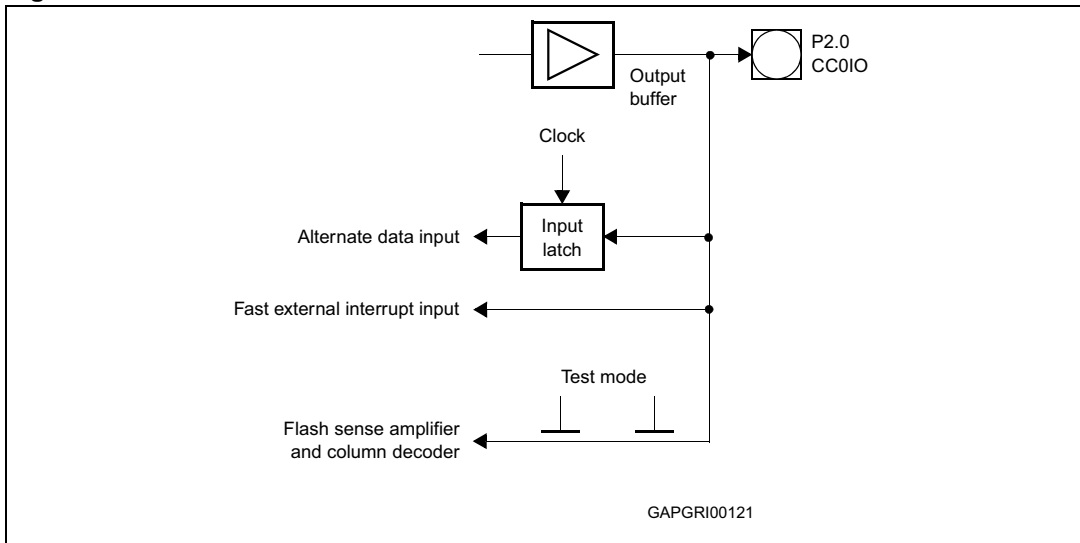 P2.0
CC0IO
Output
buffer
Clock
Input
latch
Alternate data input
Fast external interrupt input
Test mode
Flash sense amplifier
and column decoder
GAPGRI00121